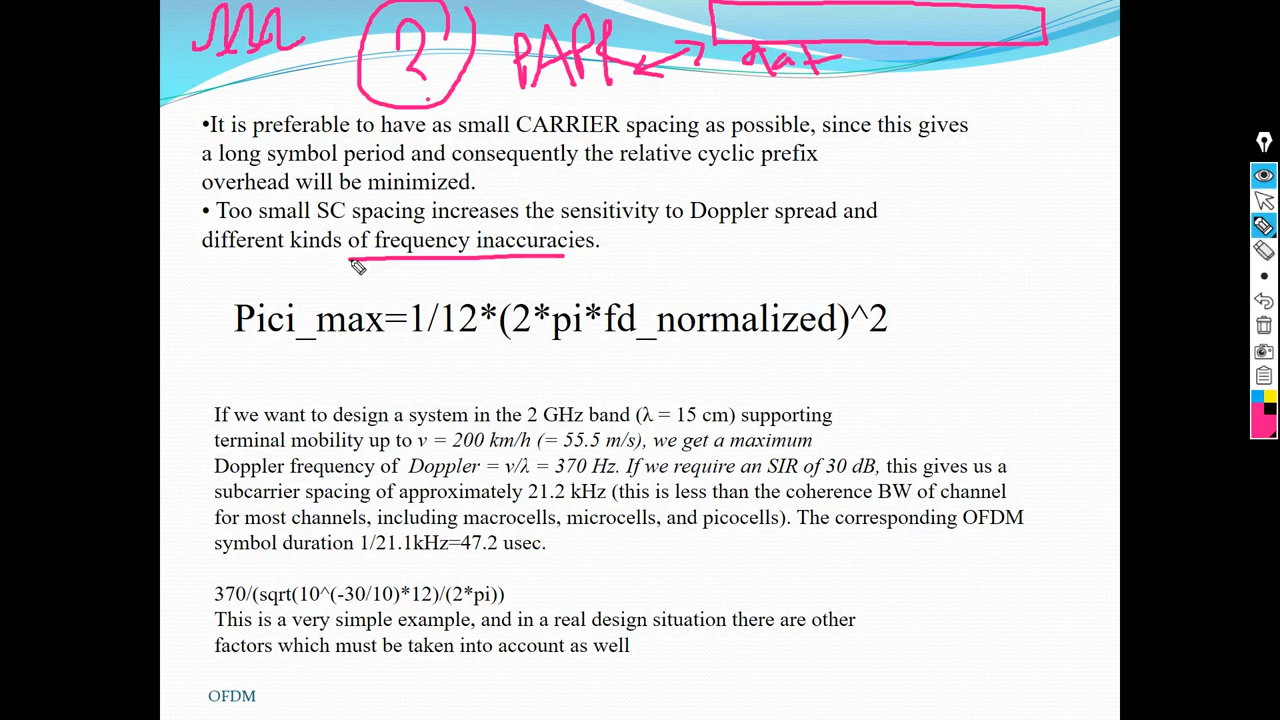 PAPR
•It is preferable to have as small CARRIER spacing as possible, since this gives
a long symbol period and consequently the relative cyclic prefix
overhead will be minimized.
• Too small SC spacing increases the sensitivity to Doppler spread and
different kinds of frequency inaccuracies.
Pici_max=1/12*(2*pi*fd_normalized)^2
If we want to design a system in the 2 GHz band (λ = 15 cm) supporting
terminal mobility up to v = 200 km/h (= 55.5 m/s), we get a maximum
Doppler frequency of Doppler = v/λ = 370 Hz. If we require an SIR of 30 dB, this gives us a
subcarrier spacing of approximately 21.2 kHz (this is less than the coherence BW of channel
for most channels, including macrocells, microcells, and picocells). The corresponding OFDM
symbol duration 1/21.1kHz=47.2 usec.
370/(sqrt(10^(-30/10)*12)/(2*pi))
This is a very simple example, and in a real design situation there are other
factors which must be taken into account as well
OFDM